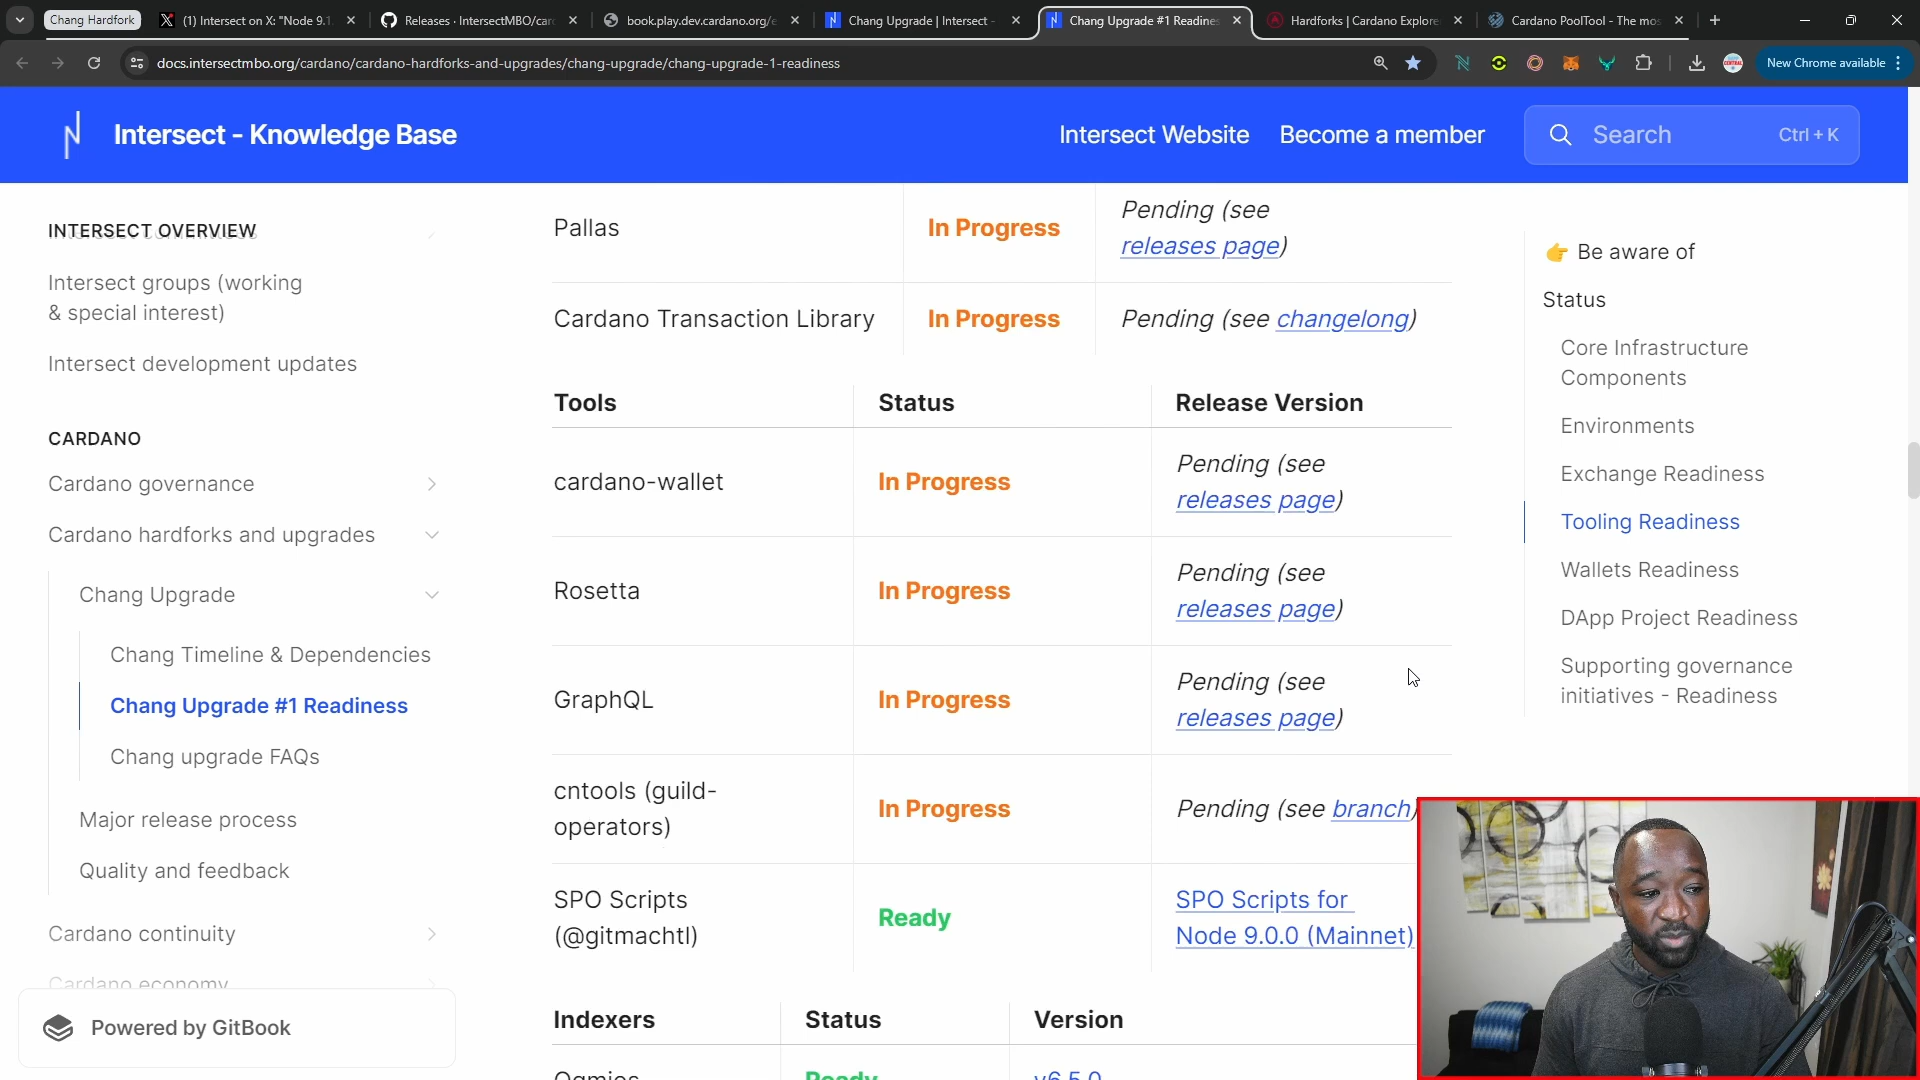 Chang Hardfork
(1) Intersect on X: "Node 9.1.
Releases · IntersectMBO/car
book.play.dev.cardano.org/e
Chang Upgrade | Intersect -
Chang Upgrade #1 Readines
Hardforks | Cardano Explore
Cardano PoolTool - The mos
docs.intersectmbo.org/cardano/cardano-hardforks-and-upgrades/chang-upgrade/chang-upgrade-1-readiness
New Chrome available
Intersect - Knowledge Base
Intersect Website
Become a member
Search
Ctrl + K
INTERSECT OVERVIEW
Intersect groups (working
& special interest)
Intersect development updates
CARDANO
Cardano governance
Cardano hardforks and upgrades
Chang Upgrade
Chang Timeline & Dependencies
Chang Upgrade #1 Readiness
Chang upgrade FAQs
Major release process
Quality and feedback
Cardano continuity
Cardano economy
Powered by GitBook
Pallas
In Progress
Pending (see
releases page)
Cardano Transaction Library
In Progress
Pending (see changelong)
Tools
Status
Release Version
cardano-wallet
In Progress
Pending (see
releases page)
Rosetta
In Progress
Pending (see
releases page)
GraphQL
In Progress
Pending (see
releases page)
cntools (guild-
operators)
In Progress
Pending (see branch)
SPO Scripts
(@gitmachtl)
Ready
SPO Scripts for
Node 9.0.0 (Mainnet)
Indexers
Status
Version
Ogmios
Ready
v6.5.0
👉 Be aware of
Status
Core Infrastructure
Components
Environments
Exchange Readiness
Tooling Readiness
Wallets Readiness
DApp Project Readiness
Supporting governance
initiatives - Readiness